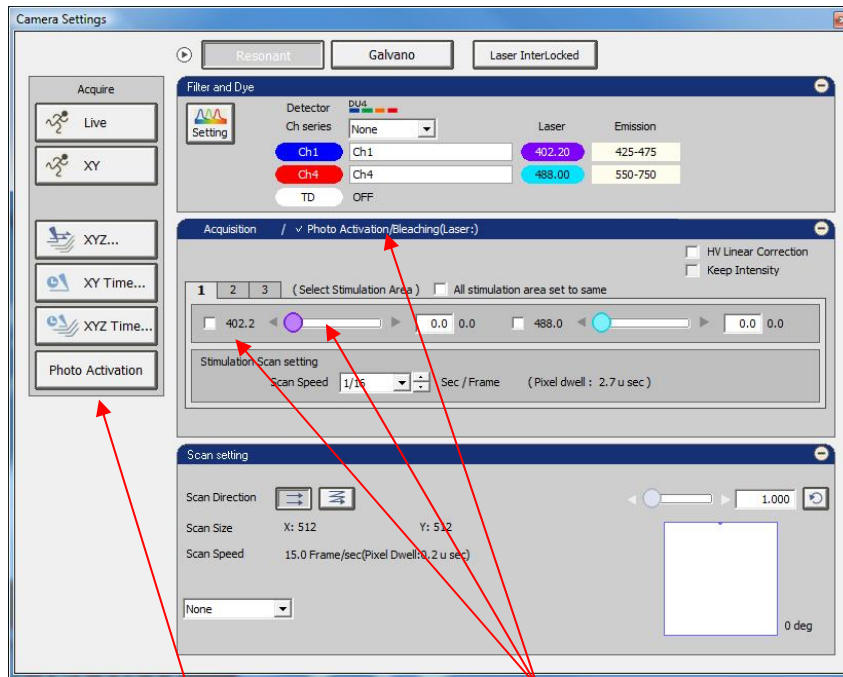 Camera Settings
Resonant Galvano Laser InterLocked
Acquire
Live
XY
XYZ...
XY Time...
XYZ Time...
Photo Activation
Filter and Dye
Setting
Detector DU4
Ch series None Laser Emission
Ch1 Ch1 402.20 425-475
Ch4 Ch4 488.00 550-750
TD OFF
Acquisition / ✓ Photo Activation/Bleaching(Laser:)
HV Linear Correction
Keep Intensity
1 2 3 (Select Stimulation Area) All stimulation area set to same
402.2 0.0 0.0 488.0 0.0 0.0
Stimulation Scan setting
Scan Speed 1/16 Sec / Frame (Pixel dwell : 2.7 u sec )
Scan setting
Scan Direction 1.000
Scan Size X: 512 Y: 512
Scan Speed 15.0 Frame/sec(Pixel Dwell:0.2 u sec)
None
0 deg